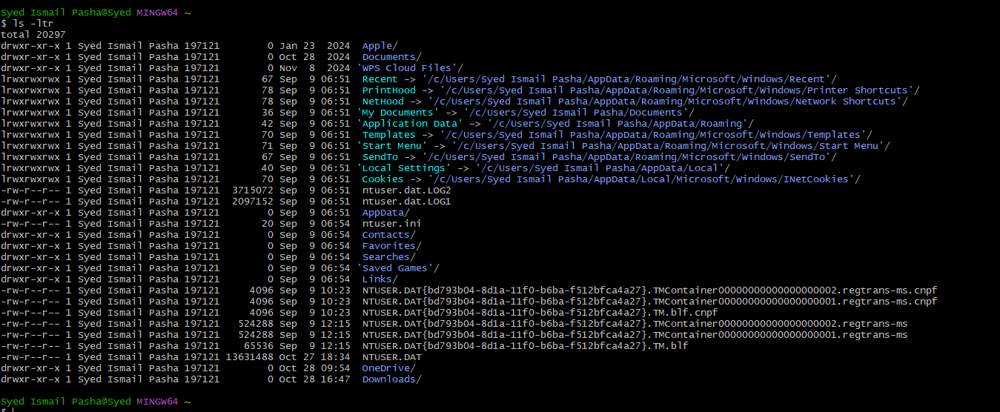 Syed Ismail Pasha@Syed MINGW64 ~
$ ls -ltr
total 20297
drwxr-xr-x 1 Syed Ismail Pasha 197121        0 Jan 23  2024  Apple/
drwxr-xr-x 1 Syed Ismail Pasha 197121        0 Oct 28  2024  Documents/
drwxr-xr-x 1 Syed Ismail Pasha 197121        0 Nov  8  2024 'WPS Cloud Files'/
lrwxrwxrwx 1 Syed Ismail Pasha 197121       67 Sep  9 06:51  Recent -> '/c/Users/Syed Ismail Pasha/AppData/Roaming/Microsoft/Windows/Recent'/
lrwxrwxrwx 1 Syed Ismail Pasha 197121       78 Sep  9 06:51  PrintHood -> '/c/Users/Syed Ismail Pasha/AppData/Roaming/Microsoft/Windows/Printer Shortcuts'/
lrwxrwxrwx 1 Syed Ismail Pasha 197121       78 Sep  9 06:51  NetHood -> '/c/Users/Syed Ismail Pasha/AppData/Roaming/Microsoft/Windows/Network Shortcuts'/
lrwxrwxrwx 1 Syed Ismail Pasha 197121       36 Sep  9 06:51 'My Documents' -> '/c/Users/Syed Ismail Pasha/Documents'/
lrwxrwxrwx 1 Syed Ismail Pasha 197121       42 Sep  9 06:51 'Application Data' -> '/c/Users/Syed Ismail Pasha/AppData/Roaming'/
lrwxrwxrwx 1 Syed Ismail Pasha 197121       70 Sep  9 06:51  Templates -> '/c/Users/Syed Ismail Pasha/AppData/Roaming/Microsoft/Windows/Templates'/
lrwxrwxrwx 1 Syed Ismail Pasha 197121       71 Sep  9 06:51 'Start Menu' -> '/c/Users/Syed Ismail Pasha/AppData/Roaming/Microsoft/Windows/Start Menu'/
lrwxrwxrwx 1 Syed Ismail Pasha 197121       67 Sep  9 06:51  SendTo -> '/c/Users/Syed Ismail Pasha/AppData/Roaming/Microsoft/Windows/SendTo'/
lrwxrwxrwx 1 Syed Ismail Pasha 197121       40 Sep  9 06:51 'Local Settings' -> '/c/Users/Syed Ismail Pasha/AppData/Local'/
lrwxrwxrwx 1 Syed Ismail Pasha 197121       70 Sep  9 06:51  Cookies -> '/c/Users/Syed Ismail Pasha/AppData/Local/Microsoft/Windows/INetCookies'/
-rw-r--r-- 1 Syed Ismail Pasha 197121  3715072 Sep  9 06:51  ntuser.dat.LOG2
-rw-r--r-- 1 Syed Ismail Pasha 197121  2097152 Sep  9 06:51  ntuser.dat.LOG1
drwxr-xr-x 1 Syed Ismail Pasha 197121        0 Sep  9 06:51  AppData/
-rw-r--r-- 1 Syed Ismail Pasha 197121       20 Sep  9 06:54  ntuser.ini
drwxr-xr-x 1 Syed Ismail Pasha 197121        0 Sep  9 06:54  Contacts/
drwxr-xr-x 1 Syed Ismail Pasha 197121        0 Sep  9 06:54  Favorites/
drwxr-xr-x 1 Syed Ismail Pasha 197121        0 Sep  9 06:54  Searches/
drwxr-xr-x 1 Syed Ismail Pasha 197121        0 Sep  9 06:54 'Saved Games'/
drwxr-xr-x 1 Syed Ismail Pasha 197121        0 Sep  9 06:54  Links/
-rw-r--r-- 1 Syed Ismail Pasha 197121     4096 Sep  9 10:23  NTUSER.DAT{bd793b04-8d1a-11f0-b6ba-f512bfca4a27}.TMContainer00000000000000000002.regtrans-ms.cnpf
-rw-r--r-- 1 Syed Ismail Pasha 197121     4096 Sep  9 10:23  NTUSER.DAT{bd793b04-8d1a-11f0-b6ba-f512bfca4a27}.TMContainer00000000000000000001.regtrans-ms.cnpf
-rw-r--r-- 1 Syed Ismail Pasha 197121     4096 Sep  9 10:23  NTUSER.DAT{bd793b04-8d1a-11f0-b6ba-f512bfca4a27}.TM.blf.cnpf
-rw-r--r-- 1 Syed Ismail Pasha 197121   524288 Sep  9 12:15  NTUSER.DAT{bd793b04-8d1a-11f0-b6ba-f512bfca4a27}.TMContainer00000000000000000002.regtrans-ms
-rw-r--r-- 1 Syed Ismail Pasha 197121   524288 Sep  9 12:15  NTUSER.DAT{bd793b04-8d1a-11f0-b6ba-f512bfca4a27}.TMContainer00000000000000000001.regtrans-ms
-rw-r--r-- 1 Syed Ismail Pasha 197121    65536 Sep  9 12:15  NTUSER.DAT{bd793b04-8d1a-11f0-b6ba-f512bfca4a27}.TM.blf
-rw-r--r-- 1 Syed Ismail Pasha 197121 13631488 Oct 27 18:34  NTUSER.DAT
drwxr-xr-x 1 Syed Ismail Pasha 197121        0 Oct 28 09:54  OneDrive/
drwxr-xr-x 1 Syed Ismail Pasha 197121        0 Oct 28 16:47  Downloads/
Syed Ismail Pasha@Syed MINGW64 ~
$